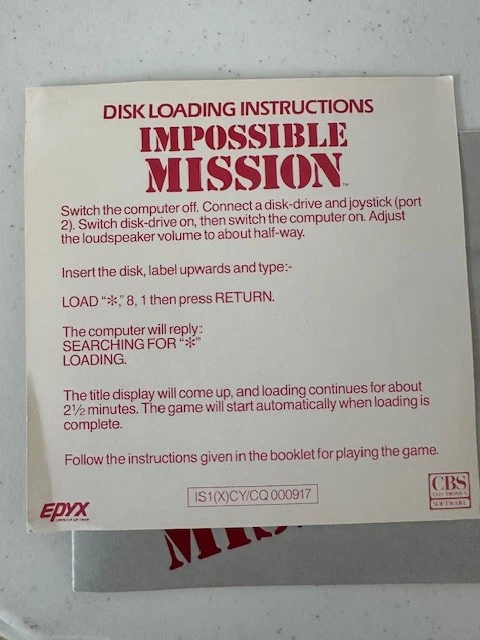 DISK LOADING INSTRUCTIONS
IMPOSSIBLE
MISSION™
Switch the computer off. Connect a disk-drive and joystick (port
2). Switch disk-drive on, then switch the computer on. Adjust
the loudspeaker volume to about half-way.
Insert the disk, label upwards and type:-
LOAD “*,” 8, 1 then press RETURN.
The computer will reply:
SEARCHING FOR “*”
LOADING.
The title display will come up, and loading continues for about
2½ minutes. The game will start automatically when loading is
complete.
Follow the instructions given in the booklet for playing the game.
IS1(X)CY/CQ 000917
EPYX
CBS
ELECTRONICS
SOFTWARE